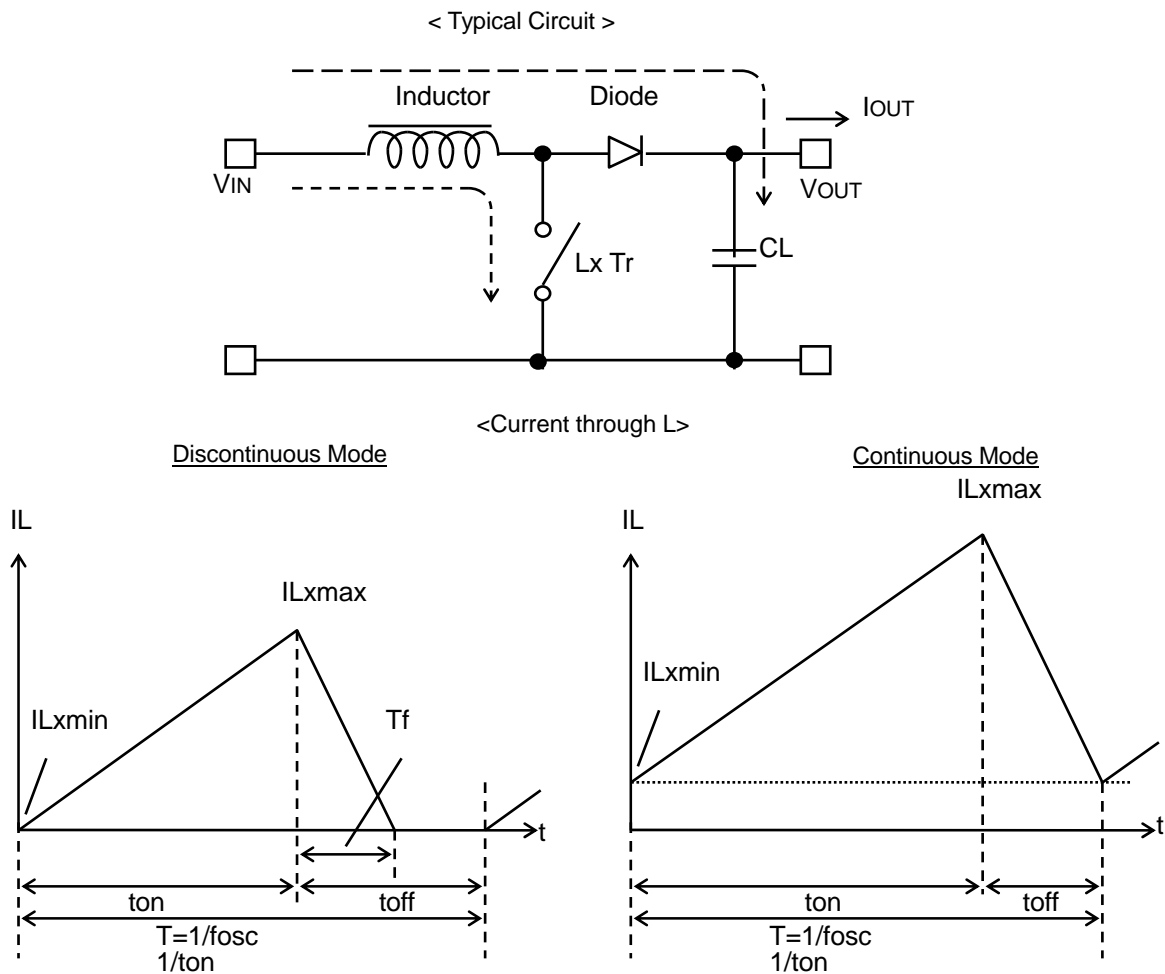 < Typical Circuit >
Inductor
Diode
IOUT
VIN
VOUT
Lx Tr
CL
<Current through L>
Discontinuous Mode
IL
ILxmax
ILxmin
Tf
t
ton
toff
T=1/fosc
1/ton
Continuous Mode
ILxmax
IL
ILxmin
t
ton
toff
T=1/fosc
1/ton